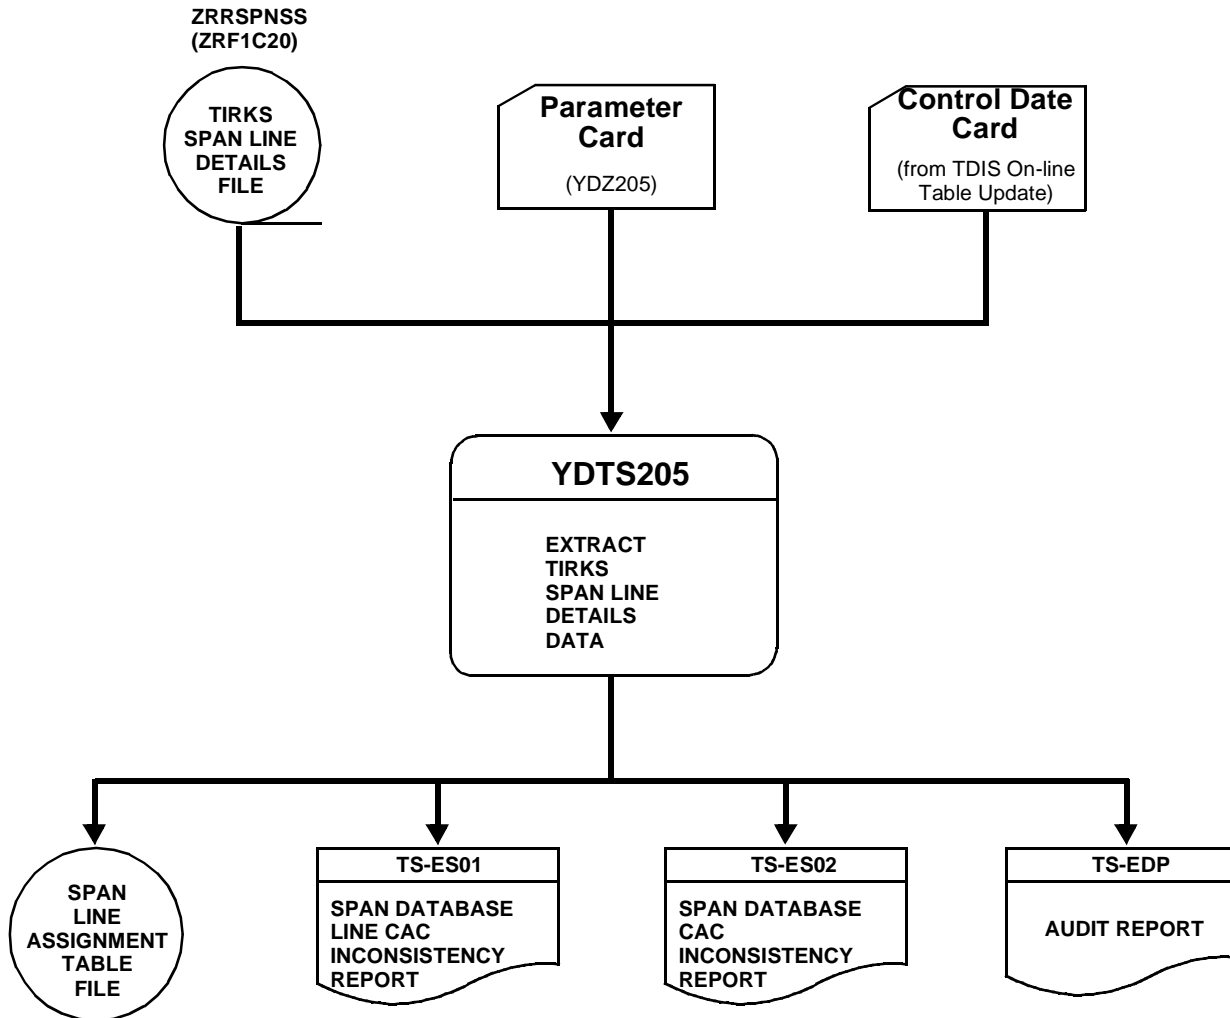 ZRRSPNSS
(ZRF1C20)
TIRKS
SPAN LINE
DETAILS
FILE
Parameter
Card
(YDZ205)
Control Date
Card
(from TDIS On-line
Table Update)
YDTS205
EXTRACT
TIRKS
SPAN LINE
DETAILS
DATA
SPAN
LINE
ASSIGNMENT
TABLE
FILE
TS-ES01
SPAN DATABASE
LINE CAC
INCONSISTENCY
REPORT
TS-ES02
SPAN DATABASE
CAC
INCONSISTENCY
REPORT
TS-EDP
AUDIT REPORT